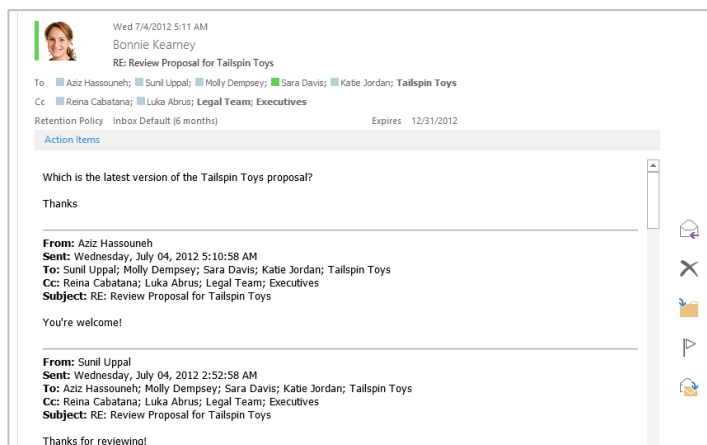 Wed 7/4/2012 5:11 AM
Bonnie Kearney
RE: Review Proposal for Tailspin Toys
To Aziz Hassouneh; Sunil Uppal; Molly Dempsey; Sara Davis; Katie Jordan; Tailspin Toys
Cc Reina Cabatana; Luka Abrus; Legal Team; Executives
Retention Policy Inbox Default (6 months) Expires 12/31/2012
Action Items
Which is the latest version of the Tailspin Toys proposal?
Thanks
From: Aziz Hassouneh
Sent: Wednesday, July 04, 2012 5:10:58 AM
To: Sunil Uppal; Molly Dempsey; Sara Davis; Katie Jordan; Tailspin Toys
Cc: Reina Cabatana; Luka Abrus; Legal Team; Executives
Subject: RE: Review Proposal for Tailspin Toys
You're welcome!
From: Sunil Uppal
Sent: Wednesday, July 04, 2012 2:52:58 AM
To: Aziz Hassouneh; Molly Dempsey; Sara Davis; Katie Jordan; Tailspin Toys
Cc: Reina Cabatana; Luka Abrus; Legal Team; Executives
Subject: RE: Review Proposal for Tailspin Toys
Thanks for reviewing!